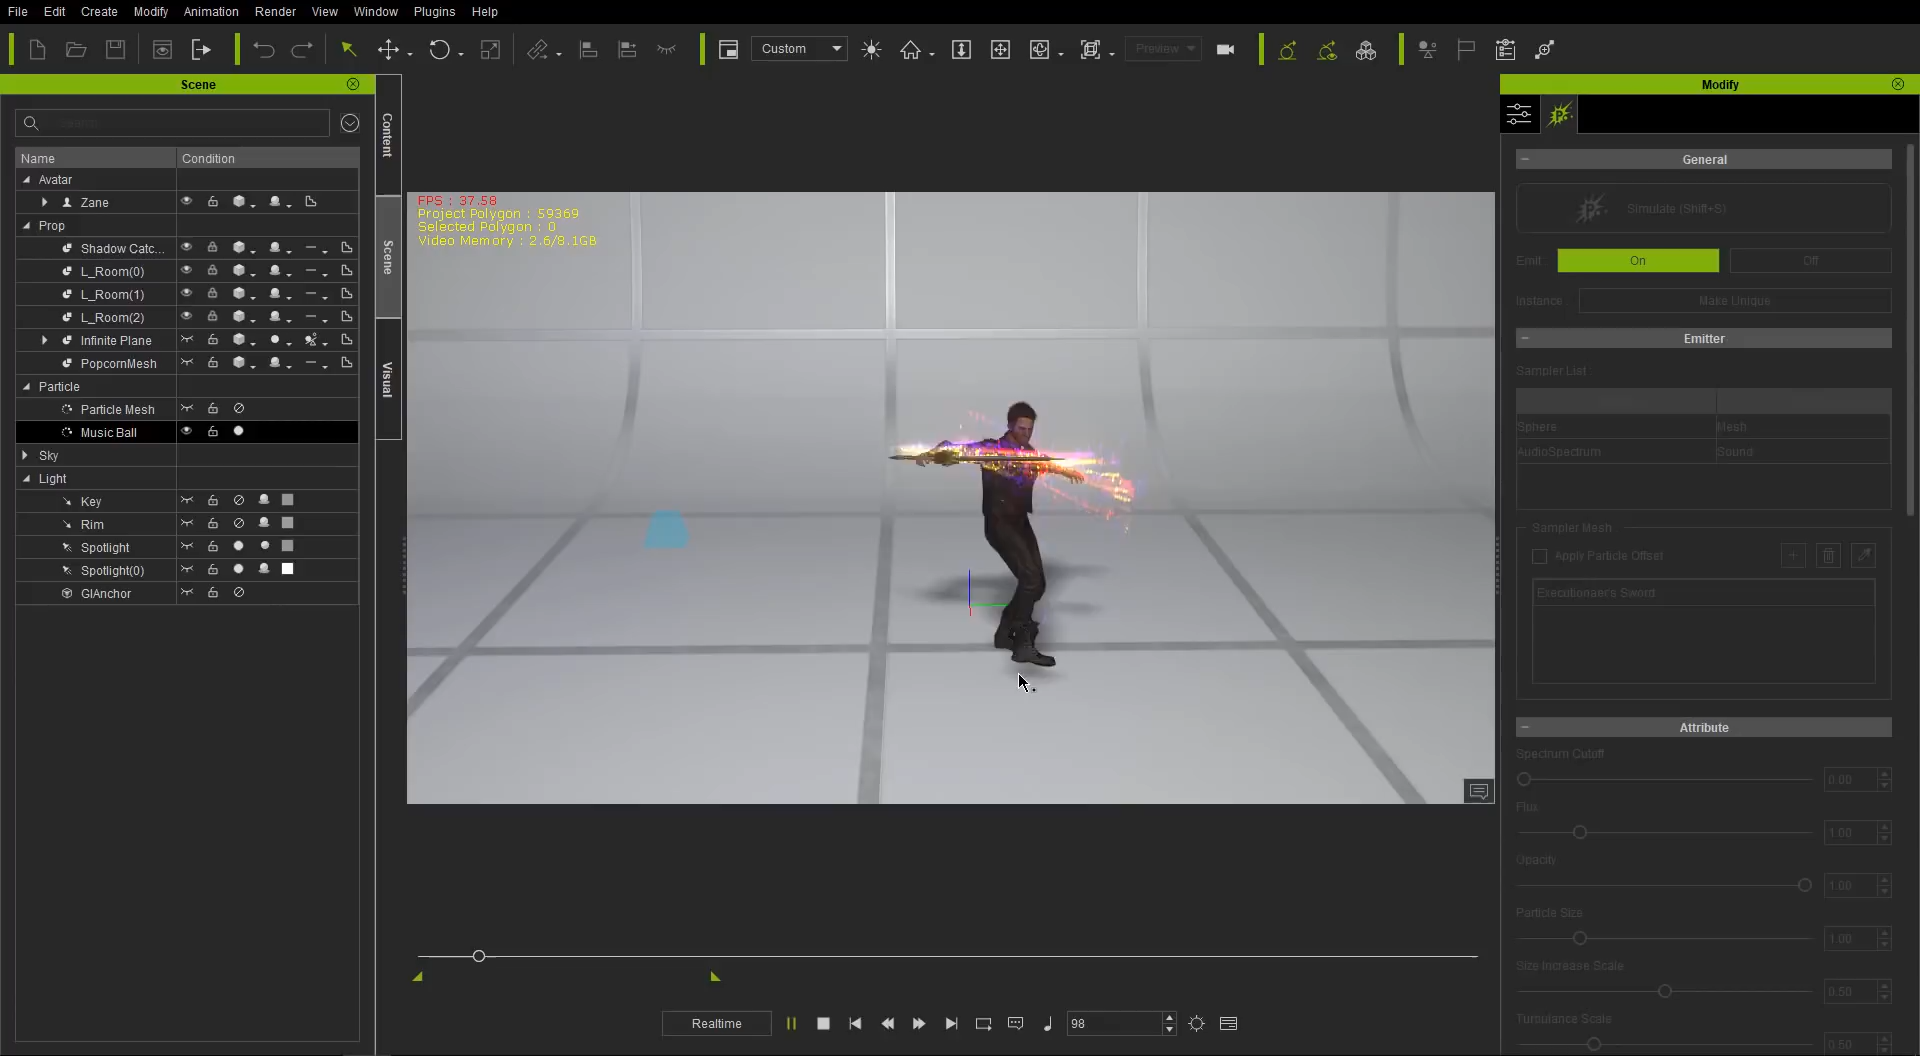 File Edit Create Modify Animation Render View Window Plugins Help
Custom
Preview
Scene
Search
Name Condition
Avatar
Zane
Prop
Shadow Catc...
L_Room(0)
L_Room(1)
L_Room(2)
Infinite Plane
PopcornMesh
Particle
Particle Mesh
Music Ball
Sky
Light
Key
Rim
Spotlight
Spotlight(0)
GIAnchor
Content
Scene
Visual
FPS : 37.58
Project Polygon : 59369
Selected Polygon : 0
Video Memory : 2.6/8.1GB
Realtime
98
Modify
General
Simulate (Shift+S)
Emit: On Off
Instance : Make Unique
Emitter
Sampler List :
Sphere Mesh
AudioSpectrum Sound
Sampler Mesh
Apply Particle Offset
Executionaer's Sword
Attribute
Spectrum Cutoff
0.00
Flux
1.00
Opacity
1.00
Particle Size
1.00
Size Increase Scale
0.50
Turbulance Scale
0.50